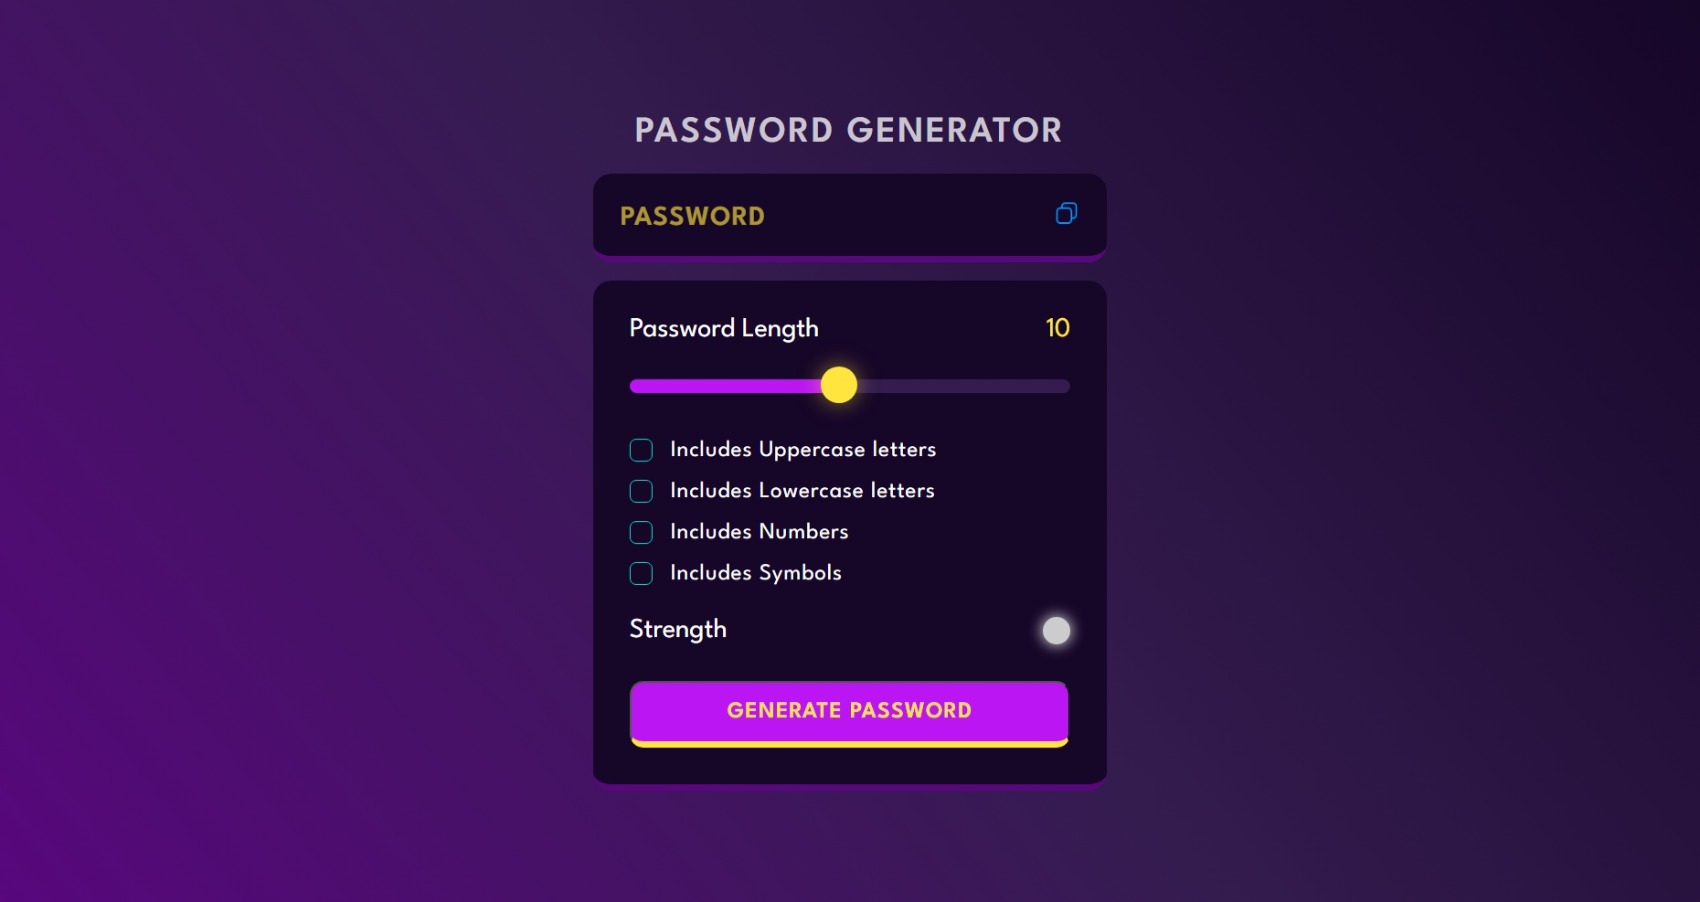 PASSWORD GENERATOR
PASSWORD
Password Length 10
Includes Uppercase letters
Includes Lowercase letters
Includes Numbers
Includes Symbols
Strength
GENERATE PASSWORD